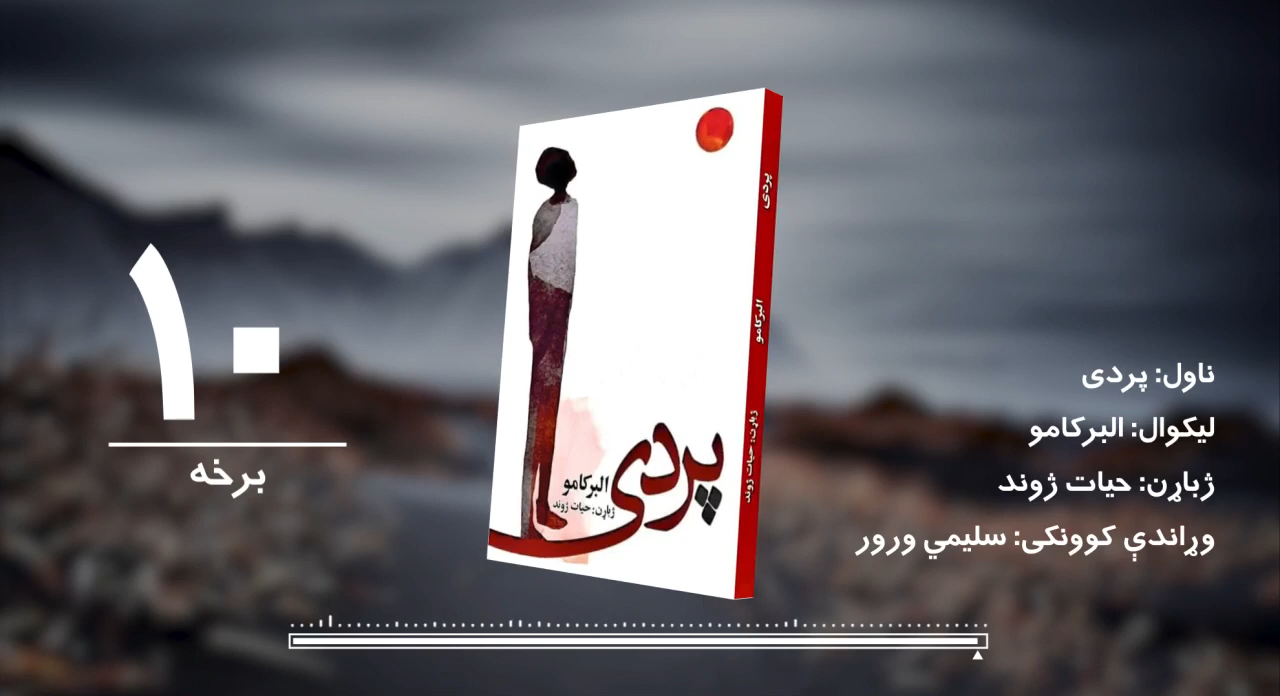 ناول: پردی
لیکوال: البرکامو
ژباړن: حیات ژوند
وړاندې کوونکی: سلیمي ورور
پردی
البرکامو
ژباړن: حیات ژوند
پردی
البرکامو
ژباړن: حیات ژوند
۱۰
برخه